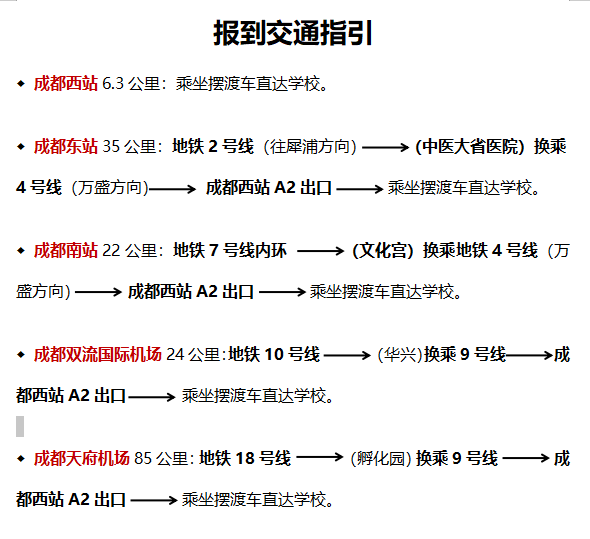 报到交通指引
◆ 成都西站 6.3 公里：乘坐摆渡车直达学校。
◆ 成都东站 35 公里：地铁 2 号线（往犀浦方向）⟶（中医大省医院）换乘
4 号线（万盛方向）⟶ 成都西站 A2 出口 ⟶ 乘坐摆渡车直达学校。
◆ 成都南站 22 公里：地铁 7 号线内环 ⟶（文化宫）换乘地铁 4 号线（万
盛方向）⟶ 成都西站 A2 出口 ⟶ 乘坐摆渡车直达学校。
◆ 成都双流国际机场 24 公里：地铁 10 号线 ⟶（华兴）换乘 9 号线⟶成
都西站 A2 出口 ⟶ 乘坐摆渡车直达学校。
◆ 成都天府机场 85 公里：地铁 18 号线 ⟶（孵化园）换乘 9 号线 ⟶ 成
都西站 A2 出口 ⟶ 乘坐摆渡车直达学校。